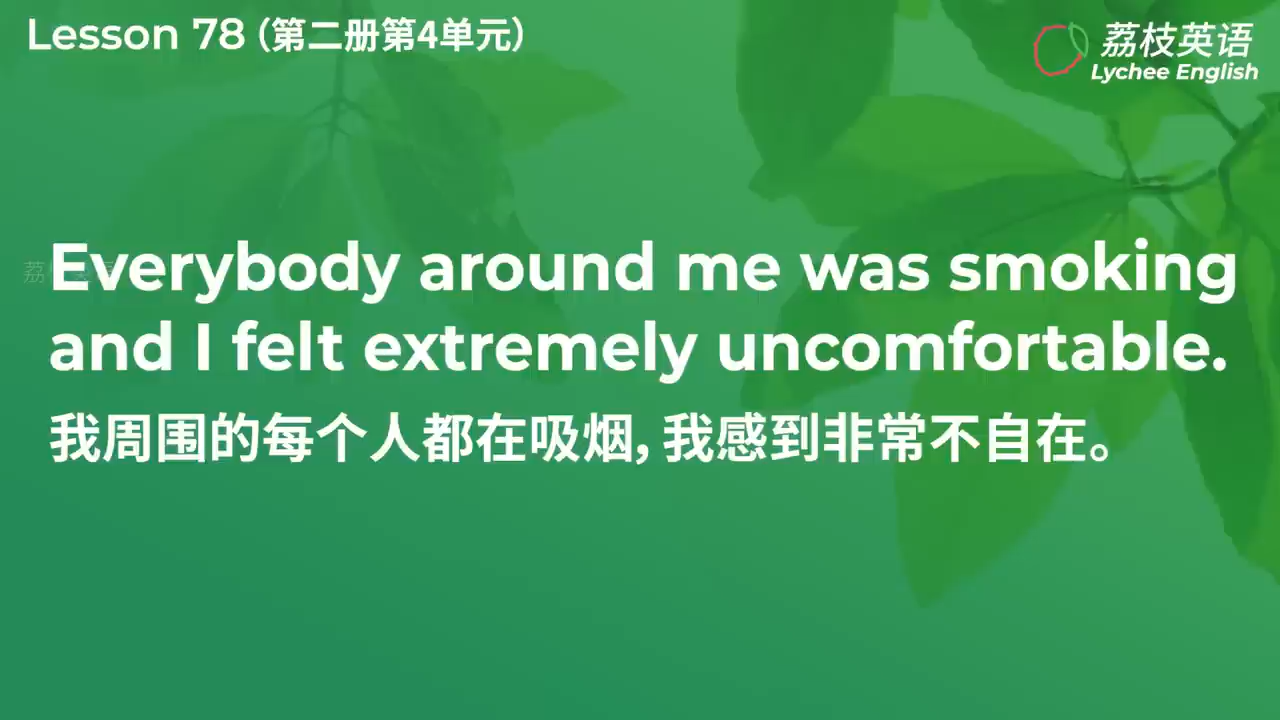 Lesson 78 (第二册第4单元)
荔枝英语
Lychee English
Everybody around me was smoking
and I felt extremely uncomfortable.
我周围的每个人都在吸烟, 我感到非常不自在。